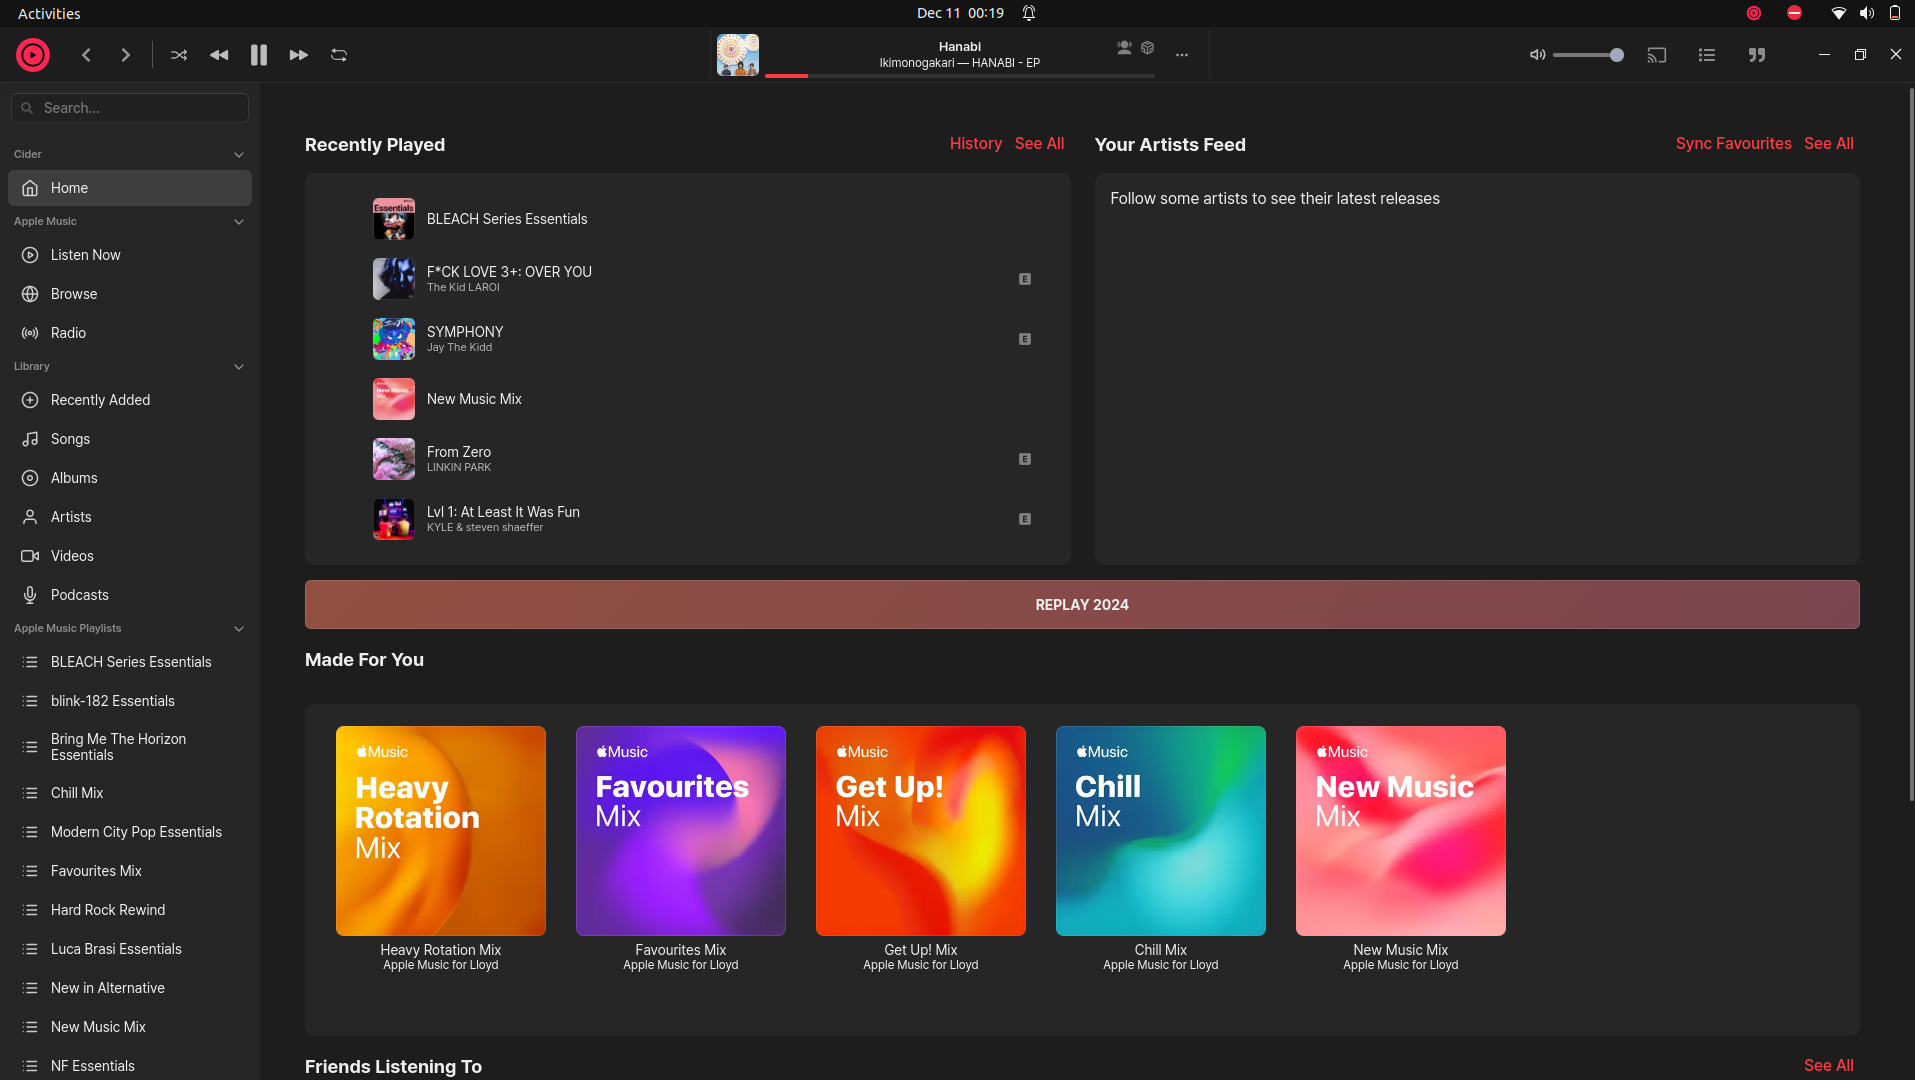 Activities
Dec 11 00:19
Hanabi
Ikimonogakari — HANABI - EP
Search...
Cider
Home
Apple Music
Listen Now
Browse
Radio
Library
Recently Added
Songs
Albums
Artists
Videos
Podcasts
Apple Music Playlists
BLEACH Series Essentials
blink-182 Essentials
Bring Me The Horizon
Essentials
Chill Mix
Modern City Pop Essentials
Favourites Mix
Hard Rock Rewind
Luca Brasi Essentials
New in Alternative
New Music Mix
NF Essentials
Recently Played
History
See All
Essentials
BLEACH Series Essentials
F*CK LOVE 3+: OVER YOU
The Kid LAROI
E
SYMPHONY
Jay The Kidd
E
New Music
Mix
New Music Mix
From Zero
LINKIN PARK
E
Lvl 1: At Least It Was Fun
KYLE & steven shaeffer
E
Your Artists Feed
Sync Favourites
See All
Follow some artists to see their latest releases
REPLAY 2024
Made For You
Music
Heavy
Rotation
Mix
Heavy Rotation Mix
Apple Music for Lloyd
Music
Favourites
Mix
Favourites Mix
Apple Music for Lloyd
Music
Get Up!
Mix
Get Up! Mix
Apple Music for Lloyd
Music
Chill
Mix
Chill Mix
Apple Music for Lloyd
Music
New Music
Mix
New Music Mix
Apple Music for Lloyd
Friends Listening To
See All